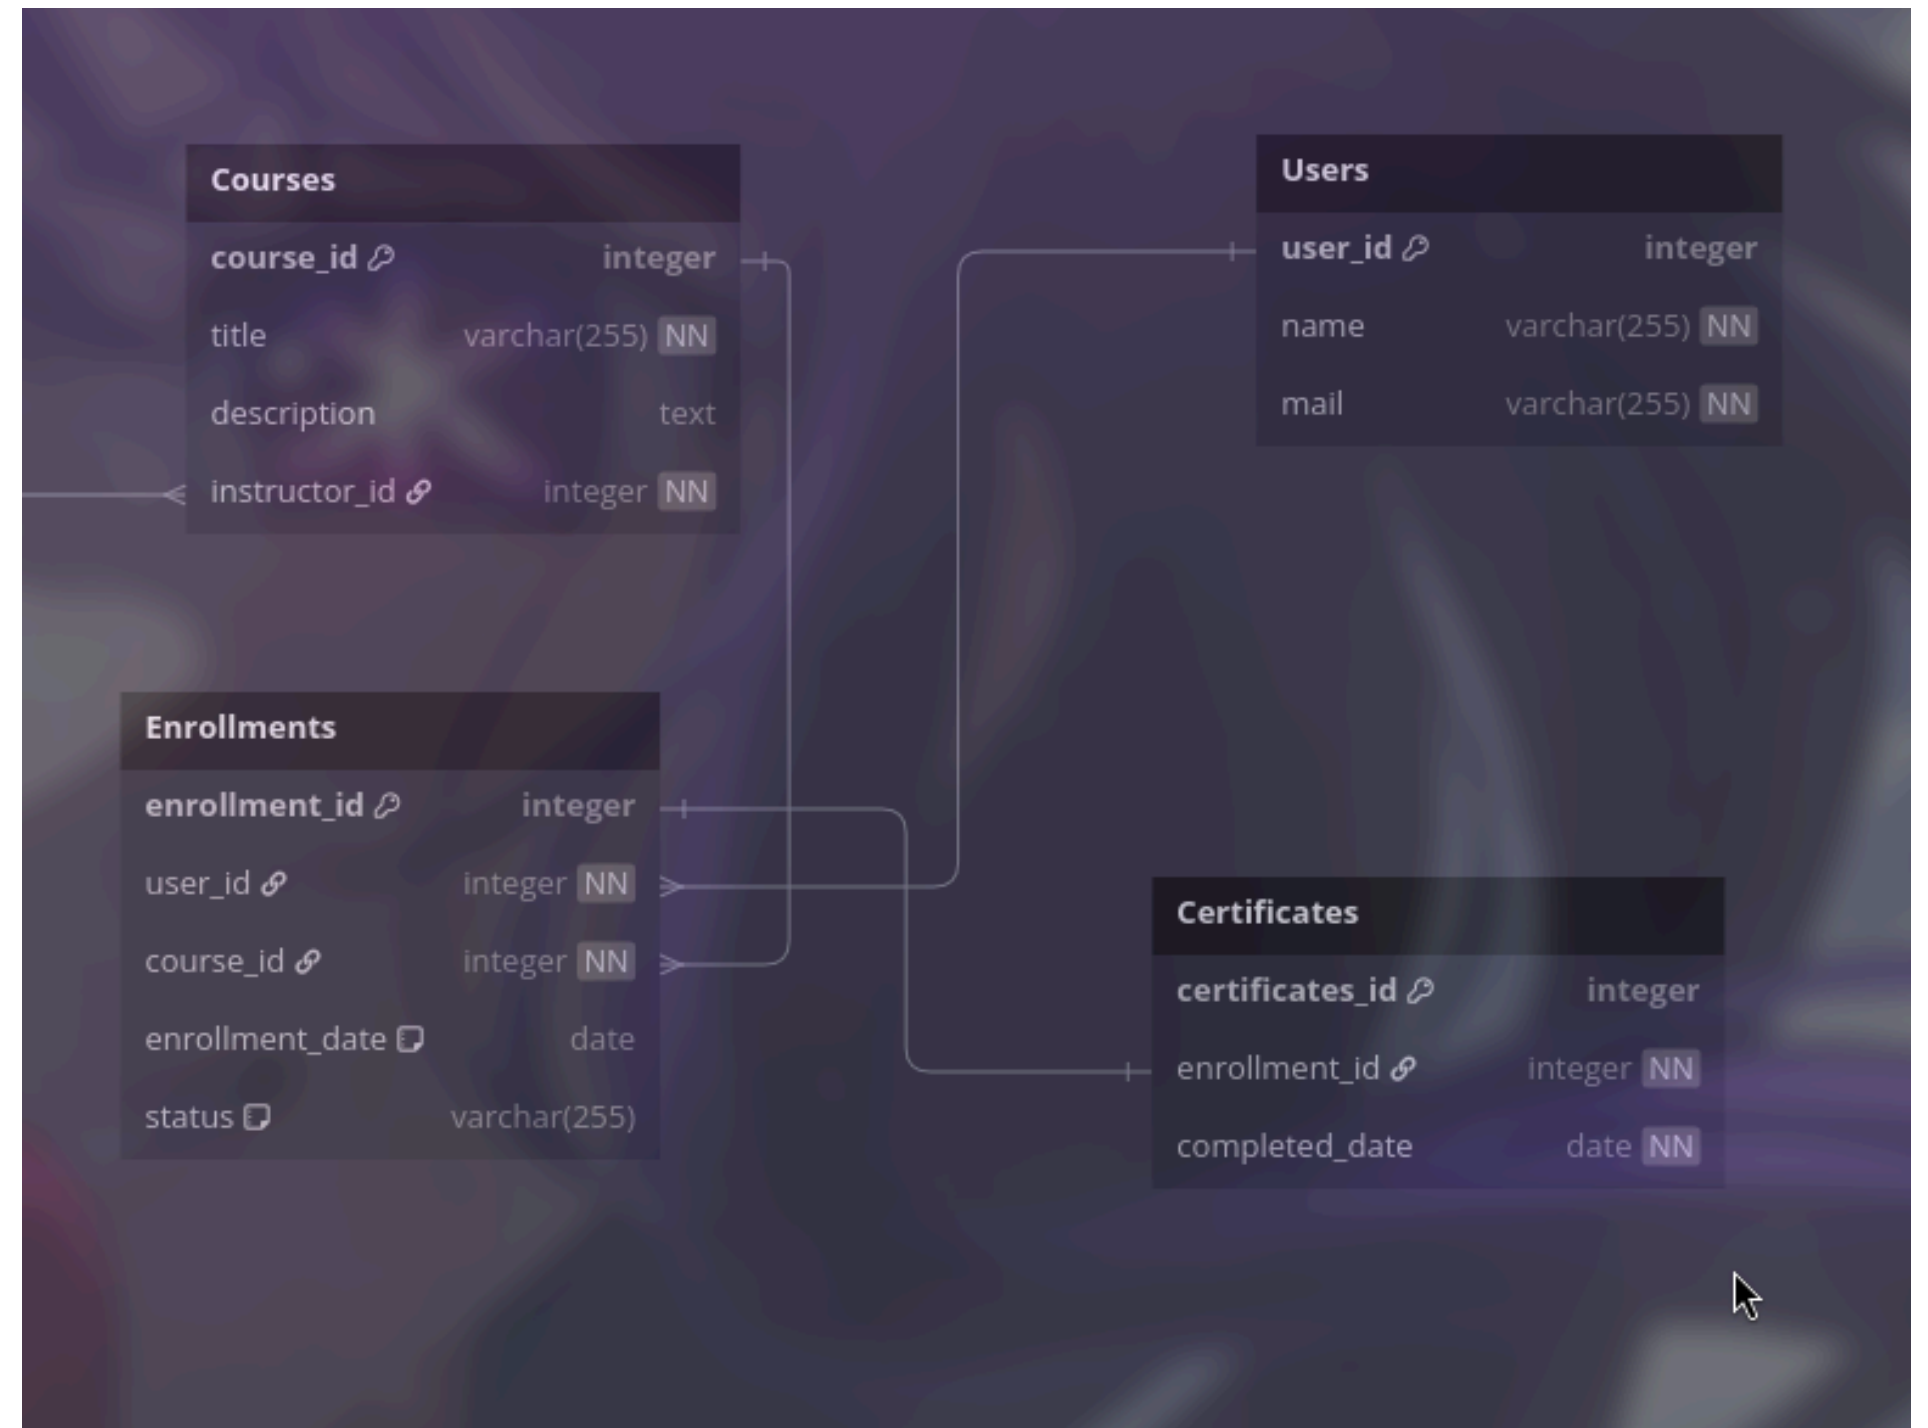 Courses
course_id integer
title varchar(255) NN
description text
instructor_id integer NN
Users
user_id integer
name varchar(255) NN
mail varchar(255) NN
Enrollments
enrollment_id integer
user_id integer NN
course_id integer NN
enrollment_date date
status varchar(255)
Certificates
certificates_id integer
enrollment_id integer NN
completed_date date NN